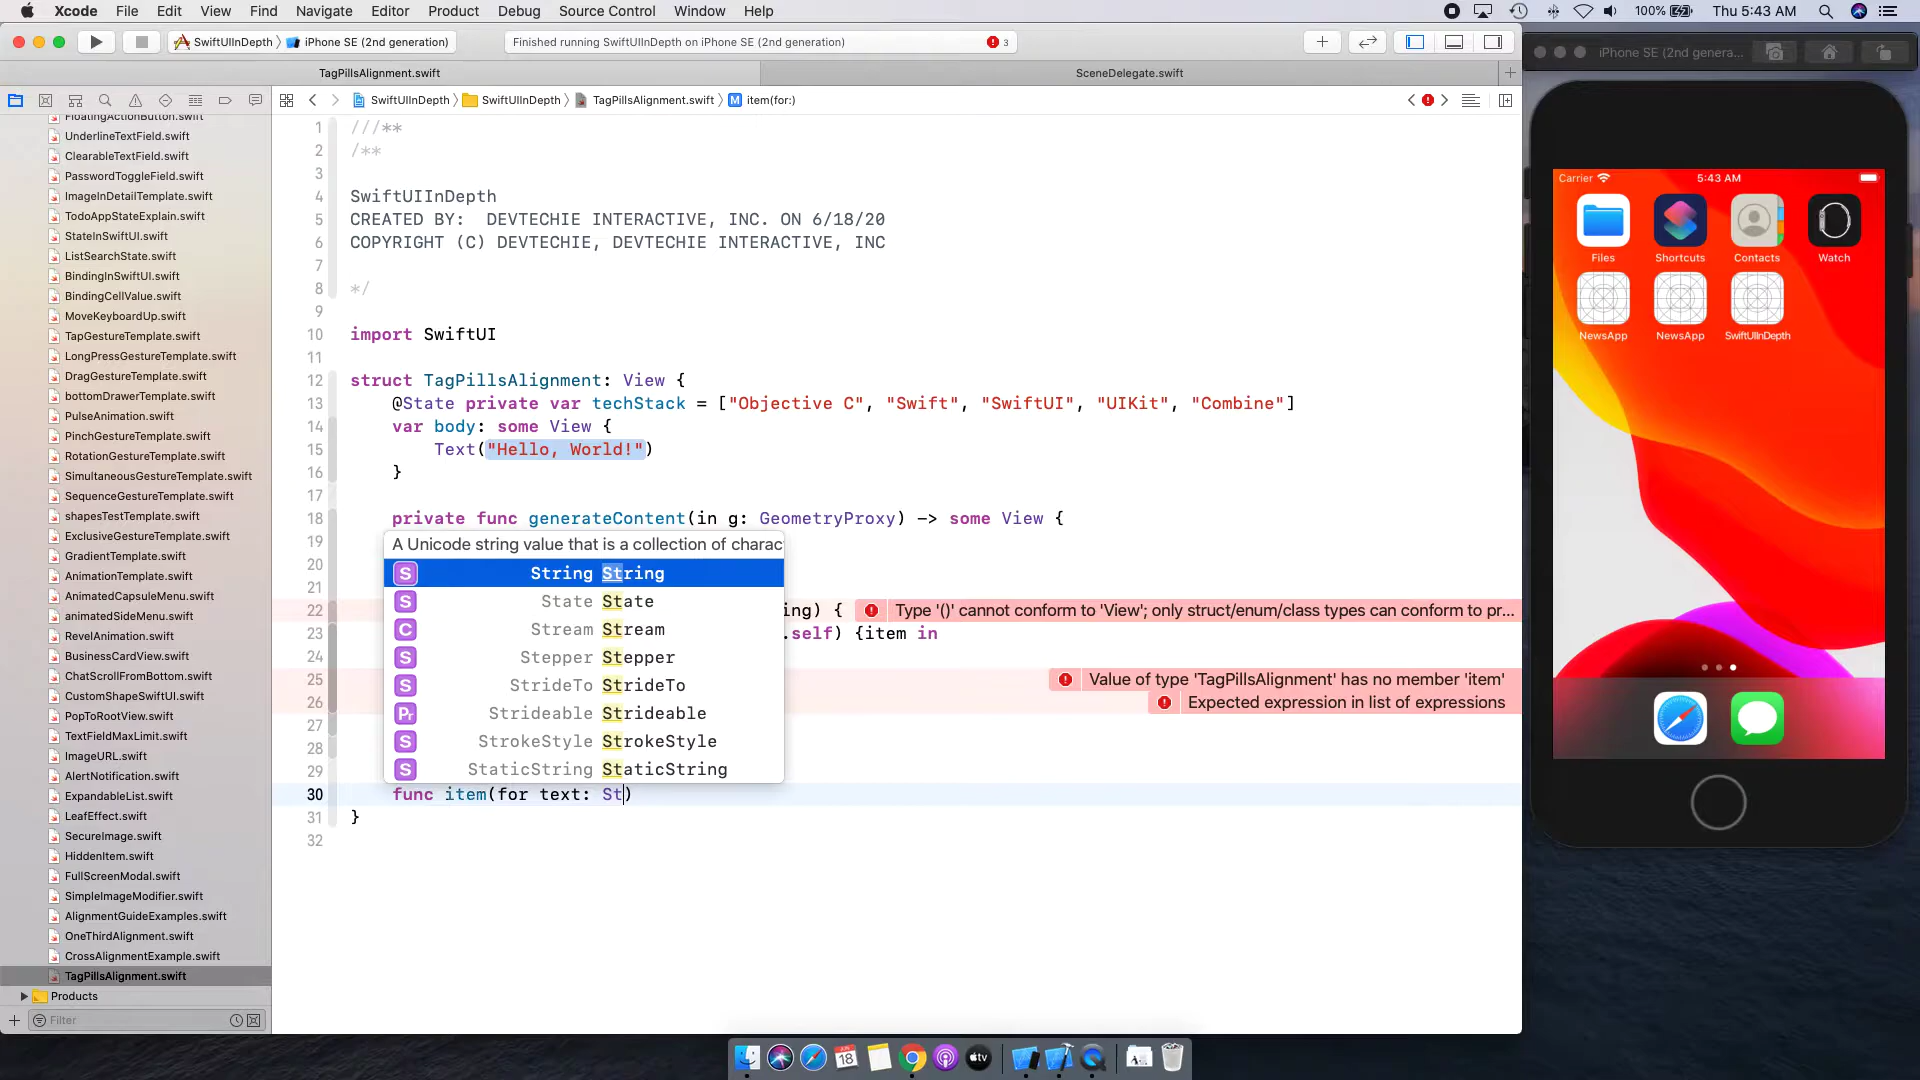 Xcode File Edit View Find Navigate Editor Product Debug Source Control Window Help 100% Thu 5:43 AM
SwiftUIInDepth iPhone SE (2nd generation) Finished running SwiftUIInDepth on iPhone SE (2nd generation) 3
iPhone SE (2nd genera...
TagPillsAlignment.swift SceneDelegate.swift
SwiftUIInDepth SwiftUIInDepth TagPillsAlignment.swift M item(for:)
FloatingActionButton.swift
UnderlineTextField.swift
ClearableTextField.swift
PasswordToggleField.swift
ImageInDetailTemplate.swift
TodoAppStateExplain.swift
StateInSwiftUI.swift
ListSearchState.swift
BindingInSwiftUI.swift
BindingCellValue.swift
MoveKeyboardUp.swift
TapGestureTemplate.swift
LongPressGestureTemplate.swift
DragGestureTemplate.swift
bottomDrawerTemplate.swift
PulseAnimation.swift
PinchGestureTemplate.swift
RotationGestureTemplate.swift
SimultaneousGestureTemplate.swift
SequenceGestureTemplate.swift
shapesTestTemplate.swift
ExclusiveGestureTemplate.swift
GradientTemplate.swift
AnimationTemplate.swift
AnimatedCapsuleMenu.swift
animatedSideMenu.swift
RevelAnimation.swift
BusinessCardView.swift
ChatScrollFromBottom.swift
CustomShapeSwiftUI.swift
PopToRootView.swift
TextFieldMaxLimit.swift
ImageURL.swift
AlertNotification.swift
ExpandableList.swift
LeafEffect.swift
SecureImage.swift
HiddenItem.swift
FullScreenModal.swift
SimpleImageModifier.swift
AlignmentGuideExamples.swift
OneThirdAlignment.swift
CrossAlignmentExample.swift
TagPillsAlignment.swift
Products
Filter
1 ///**
2 /**
3
4 SwiftUIInDepth
5 CREATED BY: DEVTECHIE INTERACTIVE, INC. ON 6/18/20
6 COPYRIGHT (C) DEVTECHIE, DEVTECHIE INTERACTIVE, INC
7
8 */
9
10 import SwiftUI
11
12 struct TagPillsAlignment: View {
13 @State private var techStack = ["Objective C", "Swift", "SwiftUI", "UIKit", "Combine"]
14 var body: some View {
15 Text("Hello, World!")
16 }
17
18 private func generateContent(in g: GeometryProxy) -> some View {
19
20
21
22 ing) { Type '()' cannot conform to 'View'; only struct/enum/class types can conform to pr...
23 .self) {item in
24
25 Value of type 'TagPillsAlignment' has no member 'item'
26 Expected expression in list of expressions
27
28
29
30 func item(for text: St)
31 }
32
A Unicode string value that is a collection of charac
S String String
S State State
C Stream Stream
S Stepper Stepper
S StrideTo StrideTo
Pr Strideable Strideable
S StrokeStyle StrokeStyle
S StaticString StaticString
Carrier 5:43 AM
Files Shortcuts Contacts Watch
NewsApp NewsApp SwiftUIInDepth
JUN 18
tv